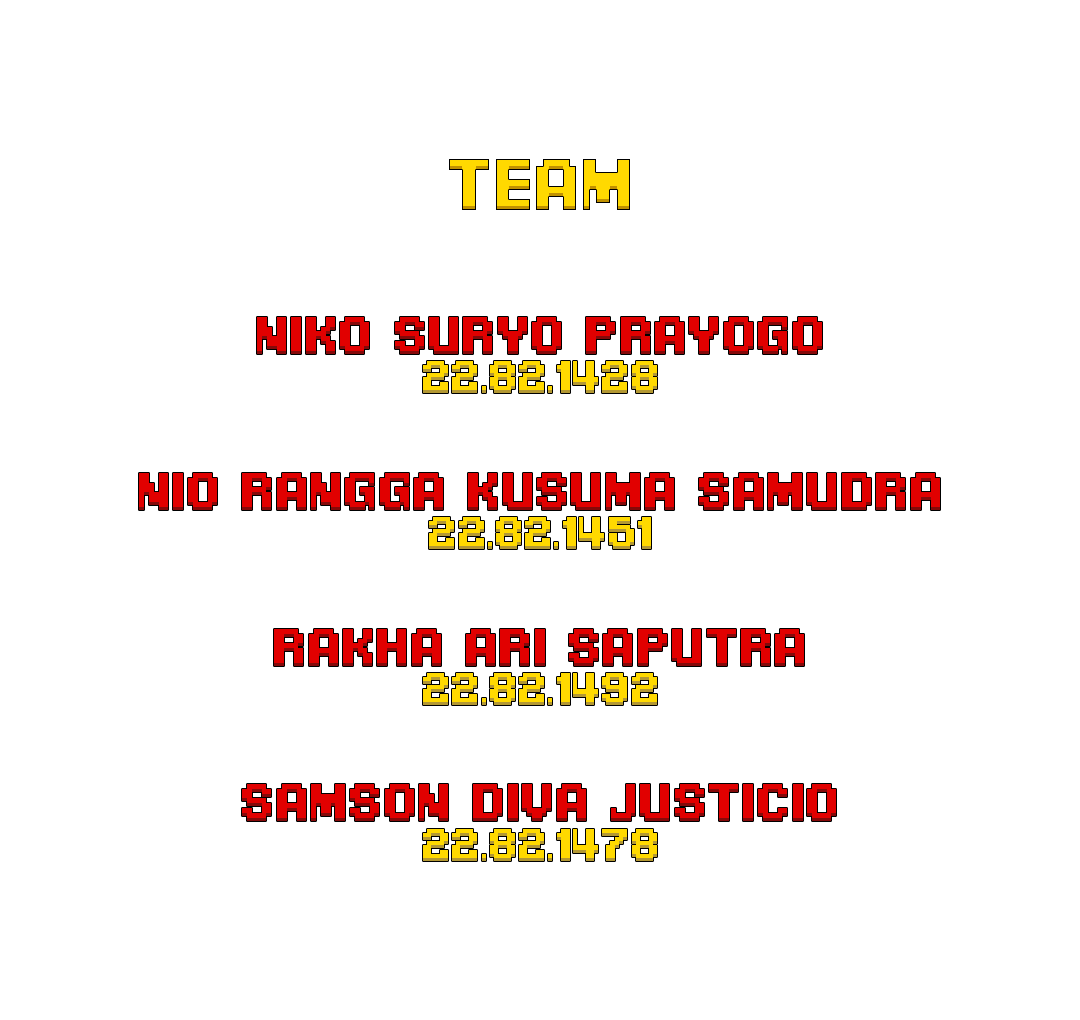 TEAM
NIKO SURYO PRAYOGO
22.82.1428
NIO RANGGA KUSUMA SAMUDRA
22.82.1451
RAKHA ARI SAPUTRA
22.82.1492
SAMSON DIVA JUSTICIO
22.82.1478